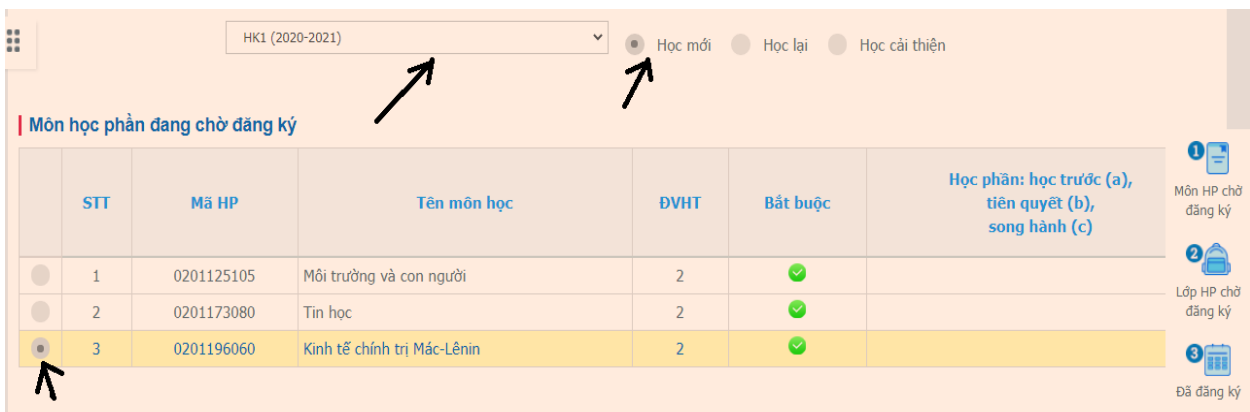 HK1 (2020-2021)
Học mới
Học lại
Học cải thiện
Môn học phần đang chờ đăng ký
STT
Mã HP
Tên môn học
ĐVHT
Bắt buộc
Học phần: học trước (a),
tiên quyết (b),
song hành (c)
1 0201125105 Môi trường và con người 2
2 0201173080 Tin học 2
3 0201196060 Kinh tế chính trị Mác-Lênin 2
1
Môn HP chờ
đăng ký
2
Lớp HP chờ
đăng ký
3
Đã đăng ký